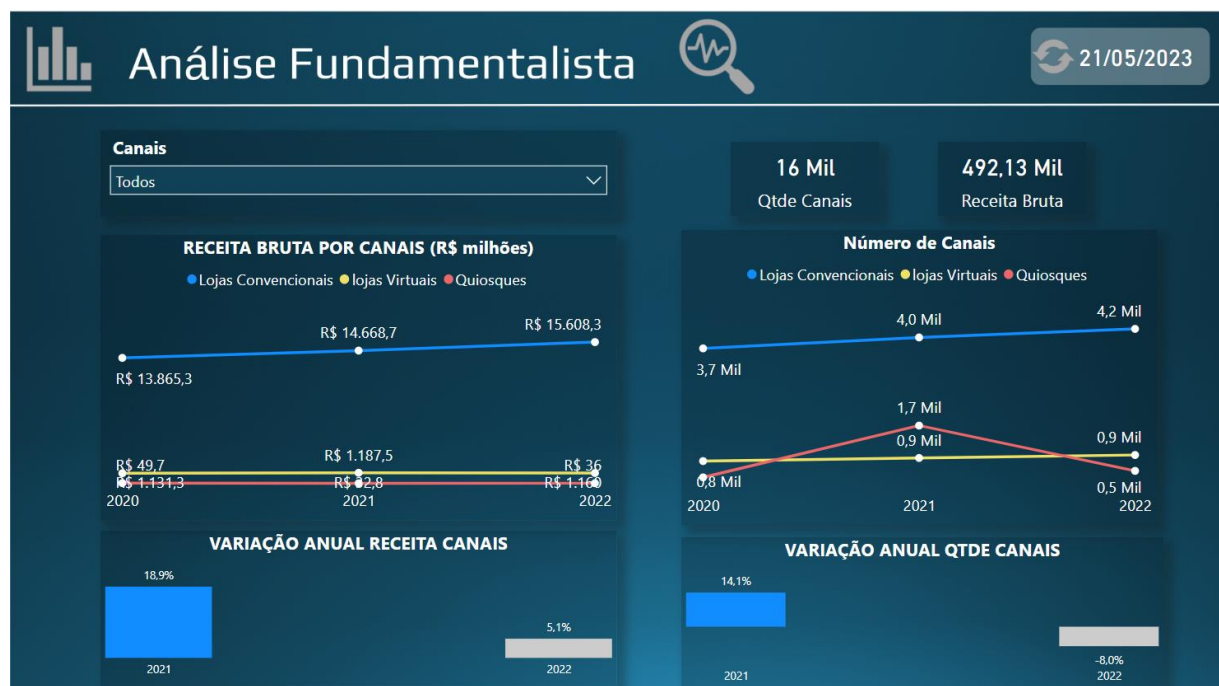 Análise Fundamentalista
21/05/2023
Canais
Todos
16 Mil
Qtde Canais
492,13 Mil
Receita Bruta
RECEITA BRUTA POR CANAIS (R$ milhões)
Lojas Convencionais lojas Virtuais Quiosques
R$ 13.865,3
R$ 14.668,7
R$ 15.608,3
R$ 49,7
R$ 1.187,5
R$ 36
R$ 1.131,3
R$ 1.160
2020 2021 2022
Número de Canais
Lojas Convencionais lojas Virtuais Quiosques
3,7 Mil
4,0 Mil
4,2 Mil
1,7 Mil
0,9 Mil
0,9 Mil
0,8 Mil
0,5 Mil
2020 2021 2022
VARIAÇÃO ANUAL RECEITA CANAIS
18,9%
5,1%
2021 2022
VARIAÇÃO ANUAL QTDE CANAIS
14,1%
-8,0%
2021 2022